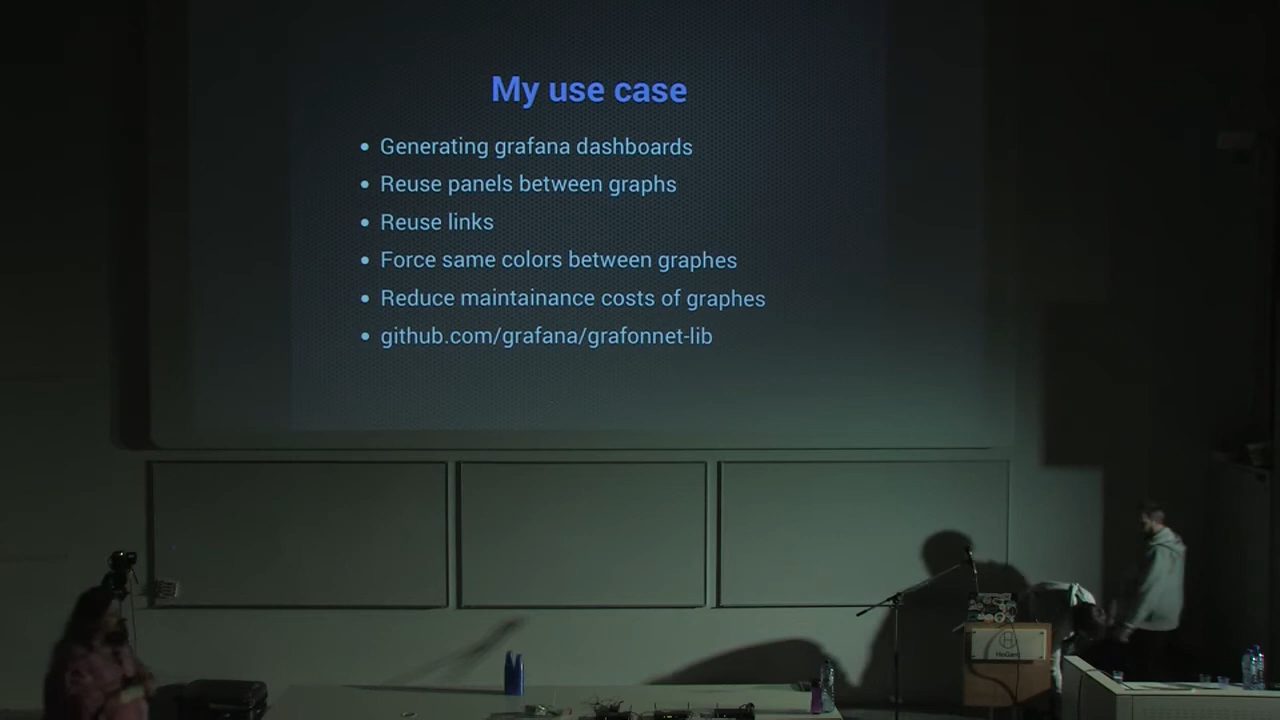 My use case
Generating grafana dashboards
Reuse panels between graphs
Reuse links
Force same colors between graphes
Reduce maintainance costs of graphes
github.com/grafana/grafonnet-lib